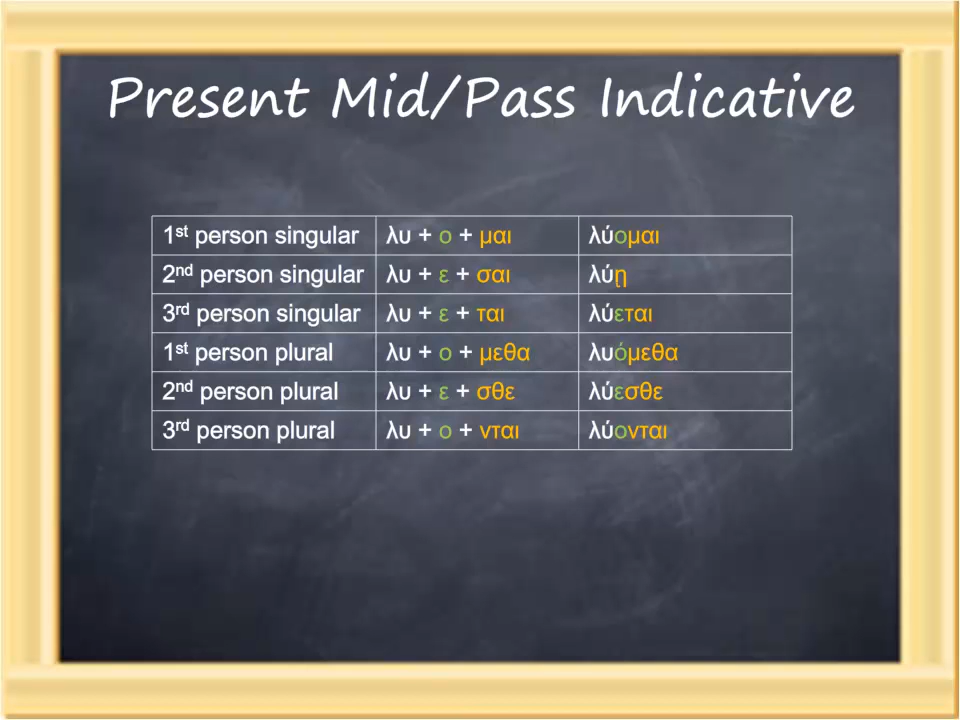 Present Mid/Pass Indicative
1st person singular λυ + ο + μαι λύομαι
2nd person singular λυ + ε + σαι λύῃ
3rd person singular λυ + ε + ται λύεται
1st person plural λυ + ο + μεθα λυόμεθα
2nd person plural λυ + ε + σθε λύεσθε
3rd person plural λυ + ο + νται λύονται